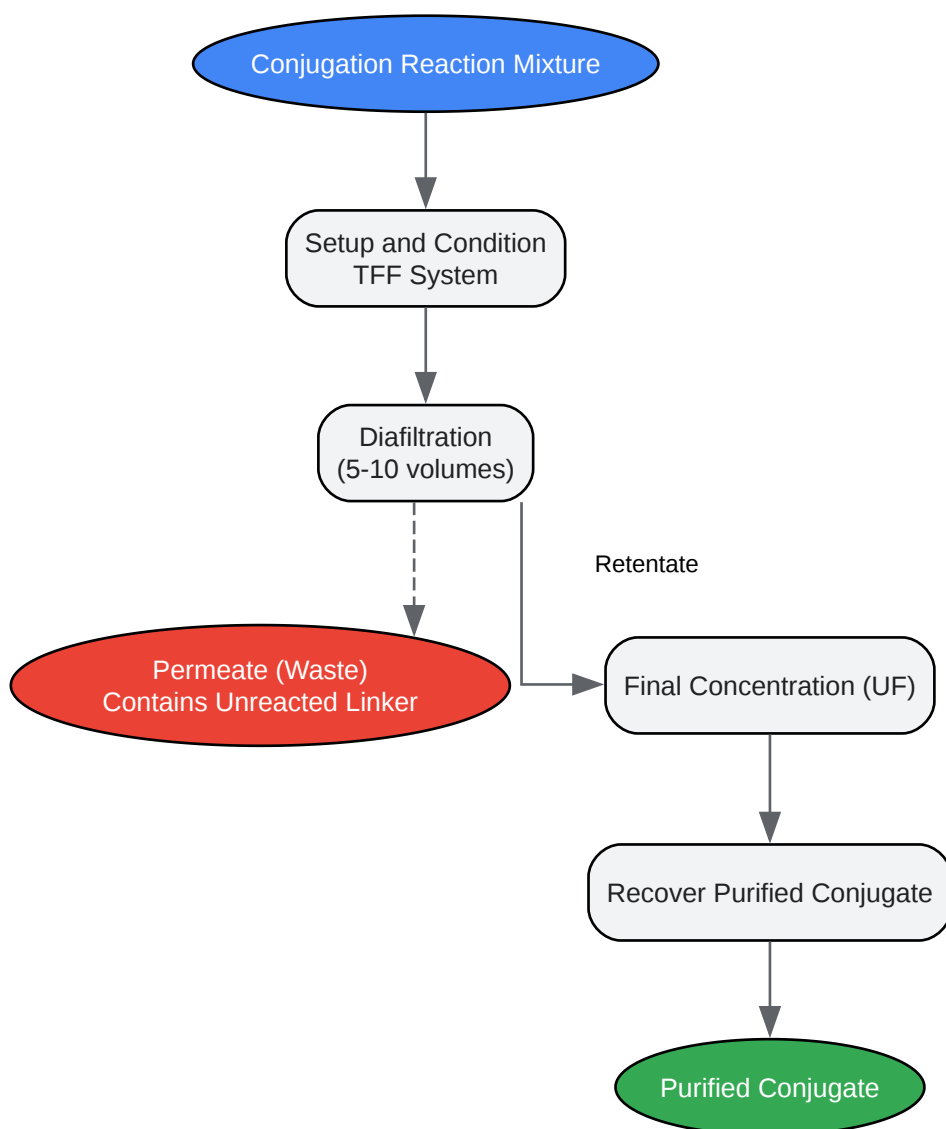 Conjugation Reaction Mixture
Setup and Condition
TFF System
Diafiltration
(5-10 volumes)
Retentate
Permeate (Waste)
Contains Unreacted Linker
Final Concentration (UF)
Recover Purified Conjugate
Purified Conjugate